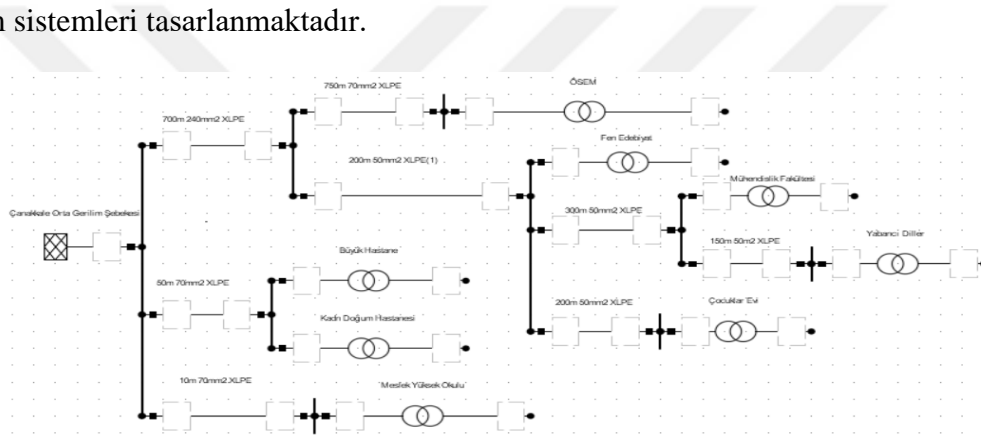 n sistemleri tasarlanmaktadır.
750m 70mm2 XLPE
ÖSEM
700m 240mm2 XLPE
Fen Edebiyat
200m 50mm2 XLPE(1)
Mühendislik Fakültesi
300m 50mm2 XLPE
Çanakkale Orta Gerilim Şebekesi
150m 50m2 XLPE
Yabancı Diller
Büyük Hastane
50m 70mm2 XLPE
200m 50mm2 XLPE
Çocuklar Evi
Kadın Doğum Hastanesi
10m 70mm2.XLPE
Meslek Yüksek Okulu